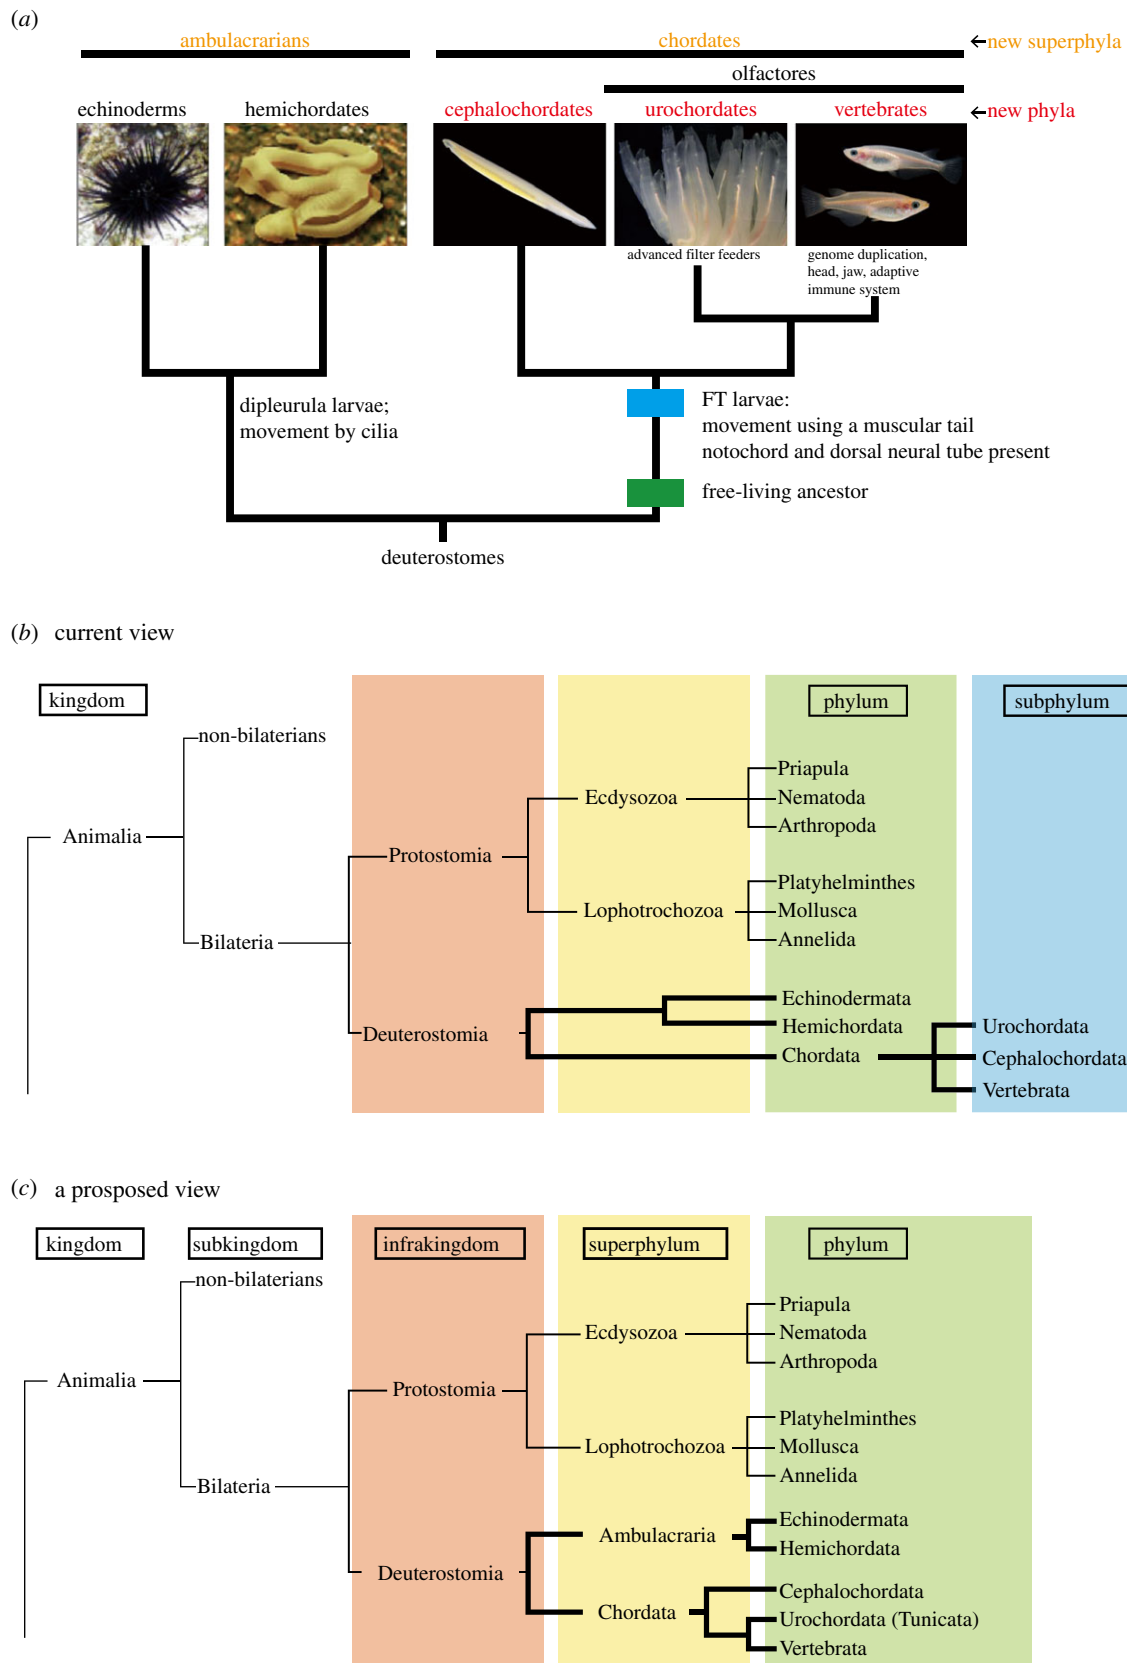 (a)
ambulacrarians
chordates
←new superphyla
olfactores
echinoderms
hemichordates
cephalochordates
urochordates
vertebrates
←new phyla
advanced filter feeders
genome duplication,
head, jaw, adaptive
immune system
dipleurula larvae;
movement by cilia
FT larvae:
movement using a muscular tail
notochord and dorsal neural tube present
free-living ancestor
deuterostomes
(b) current view
kingdom
phylum
subphylum
non-bilaterians
Priapula
Ecdysozoa
Nematoda
Arthropoda
Animalia
Protostomia
Platyhelminthes
Lophotrochozoa
Mollusca
Annelida
Bilateria
Echinodermata
Hemichordata
Deuterostomia
Chordata
Urochordata
Cephalochordata
Vertebrata
(c) a prosposed view
kingdom
subkingdom
infrakingdom
superphylum
phylum
non-bilaterians
Priapula
Ecdysozoa
Nematoda
Arthropoda
Animalia
Protostomia
Platyhelminthes
Lophotrochozoa
Mollusca
Annelida
Bilateria
Echinodermata
Ambulacraria
Hemichordata
Deuterostomia
Cephalochordata
Chordata
Urochordata (Tunicata)
Vertebrata